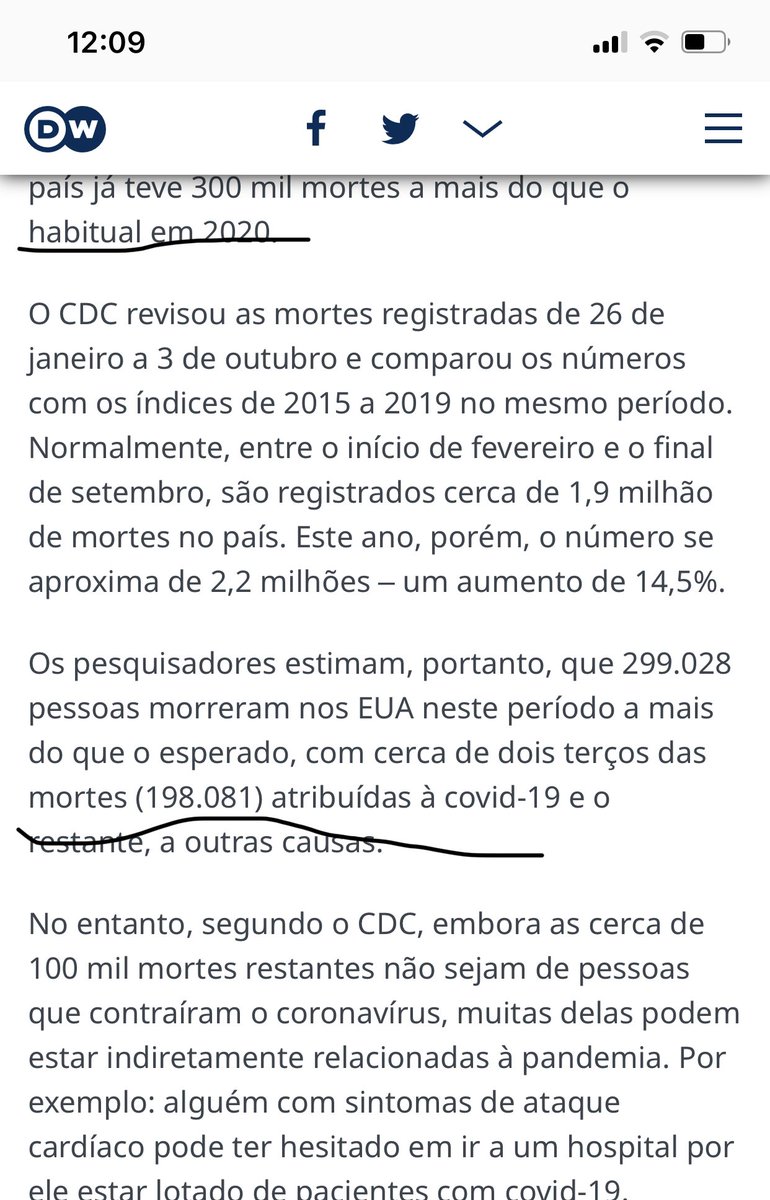 12:09
DW
país já teve 300 mil mortes a mais do que o
habitual em 2020.
O CDC revisou as mortes registradas de 26 de
janeiro a 3 de outubro e comparou os números
com os índices de 2015 a 2019 no mesmo período.
Normalmente, entre o início de fevereiro e o final
de setembro, são registrados cerca de 1,9 milhão
de mortes no país. Este ano, porém, o número se
aproxima de 2,2 milhões – um aumento de 14,5%.
Os pesquisadores estimam, portanto, que 299.028
pessoas morreram nos EUA neste período a mais
do que o esperado, com cerca de dois terços das
mortes (198.081) atribuídas à covid-19 e o
restante, a outras causas.
No entanto, segundo o CDC, embora as cerca de
100 mil mortes restantes não sejam de pessoas
que contraíram o coronavírus, muitas delas podem
estar indiretamente relacionadas à pandemia. Por
exemplo: alguém com sintomas de ataque
cardíaco pode ter hesitado em ir a um hospital por
ele estar lotado de pacientes com covid-19.